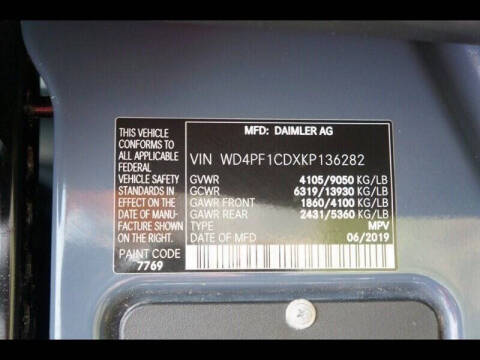 MFD: DAIMLER AG
THIS VEHICLE
CONFORMS TO
ALL APPLICABLE
FEDERAL
VEHICLE SAFETY
STANDARDS IN
EFFECT ON THE
DATE OF
MANUFACTURE
SHOWN ON
ON THE RIGHT.
PAINT CODE
7769
VIN WD4PF1CDXKP136282
GVWR 4105/9050 KG/LB
GCWR 6319/13930 KG/LB
GAWR FRONT 1860/4100 KG/LB
GAWR REAR 2431/5360 KG/LB
TYPE MPV
DATE OF MFD 06/2019